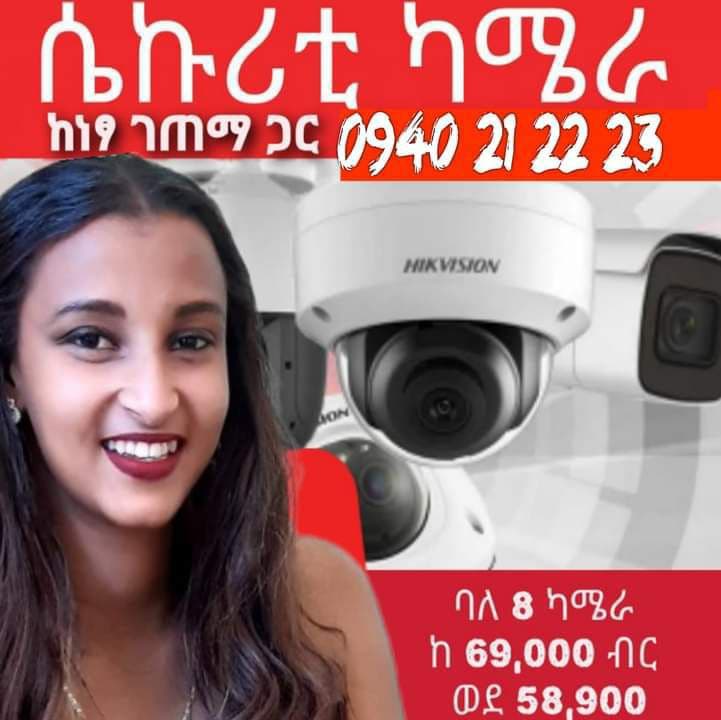 ሴኩሪቲ ካሜራ
ከነፃ ገጠማ ጋር 0940 21 22 23
HIKVISION
ION
ባለ 8 ካሜራ
ከ 69,000 ብር
ወደ 58,900